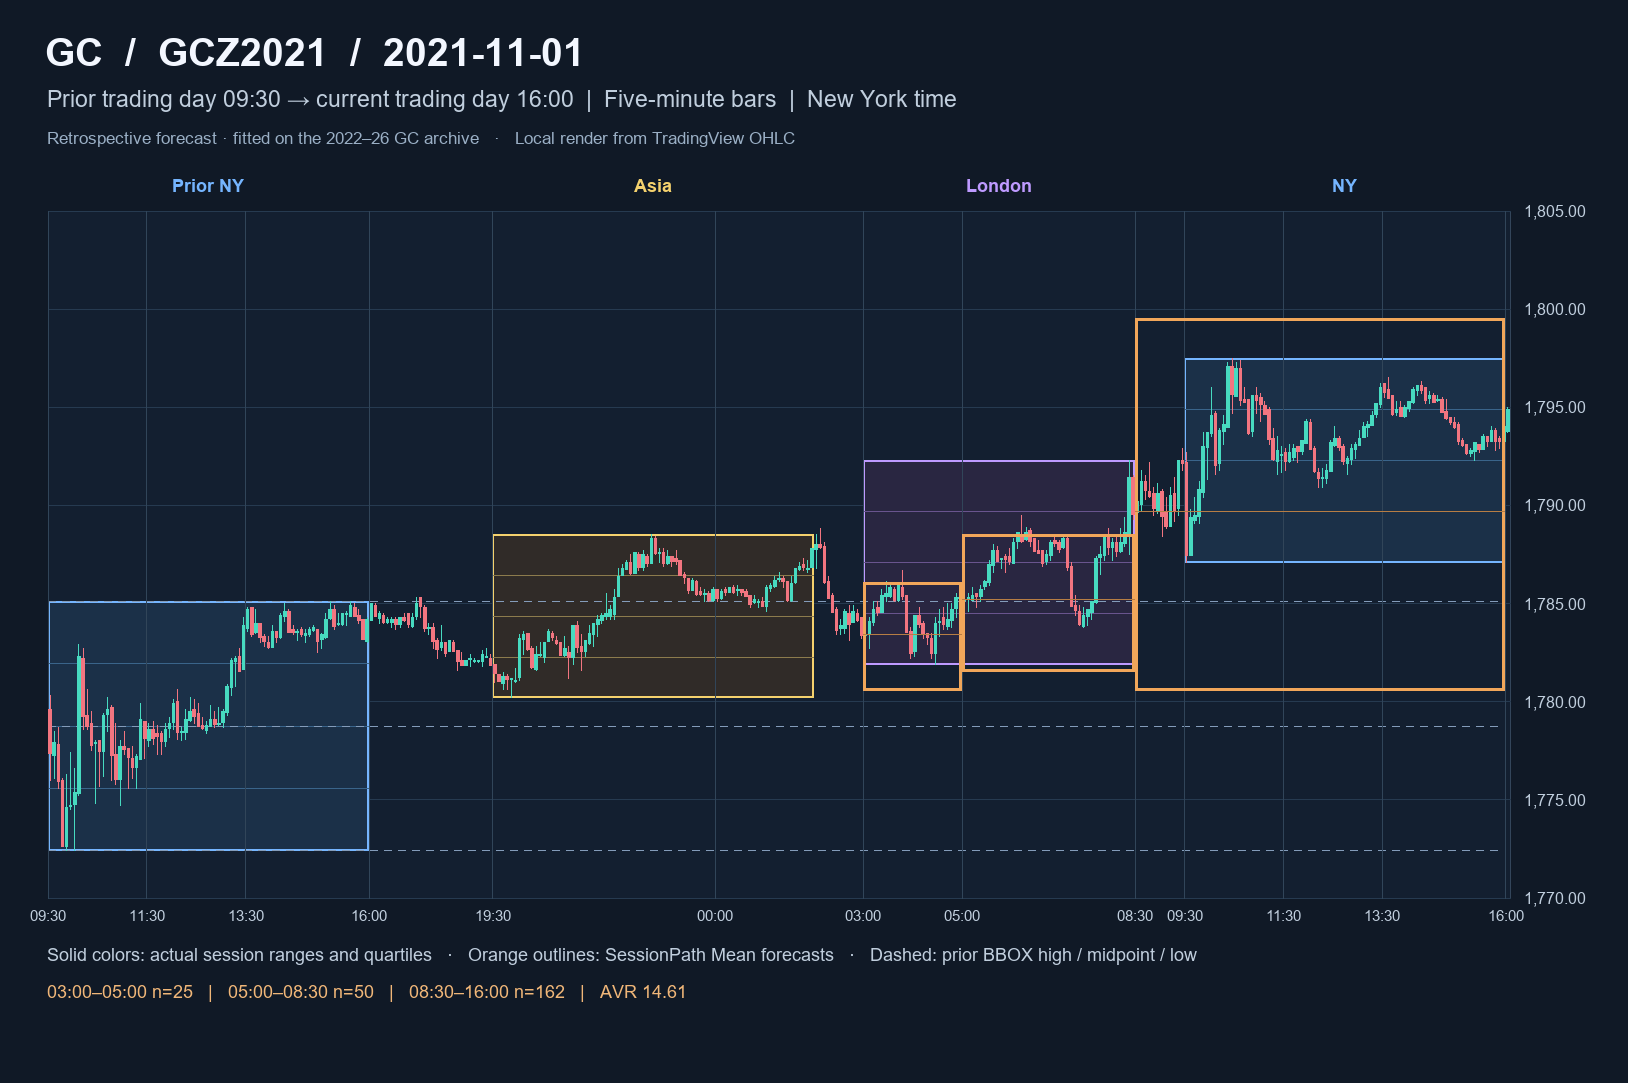 GC / GCZ2021 / 2021-11-01
Prior trading day 09:30 → current trading day 16:00 | Five-minute bars | New York time
Retrospective forecast · fitted on the 2022–26 GC archive · Local render from TradingView OHLC
Prior NY Asia London NY
1,805.00
1,800.00
1,795.00
1,790.00
1,785.00
1,780.00
1,775.00
1,770.00
09:30 11:30 13:30 16:00 19:30 00:00 03:00 05:00 08:30 09:30 11:30 13:30 16:00
Solid colors: actual session ranges and quartiles · Orange outlines: SessionPath Mean forecasts · Dashed: prior BBOX high / midpoint / low
03:00–05:00 n=25 | 05:00–08:30 n=50 | 08:30–16:00 n=162 | AVR 14.61